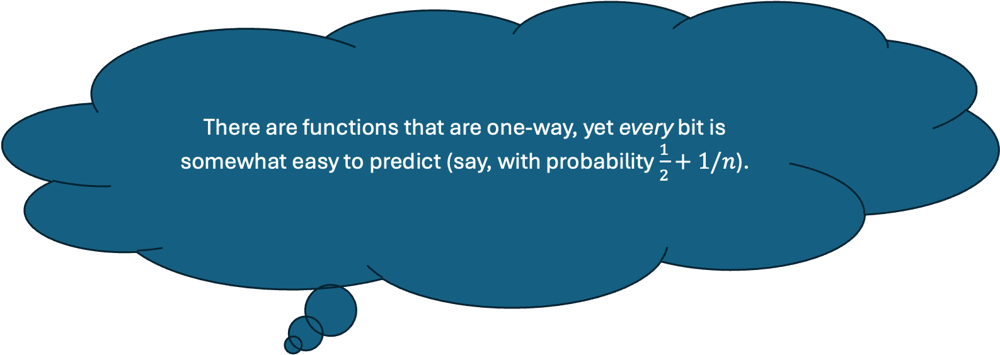 There are functions that are one-way, yet every bit is
somewhat easy to predict (say, with probability 1/2 + 1/n).